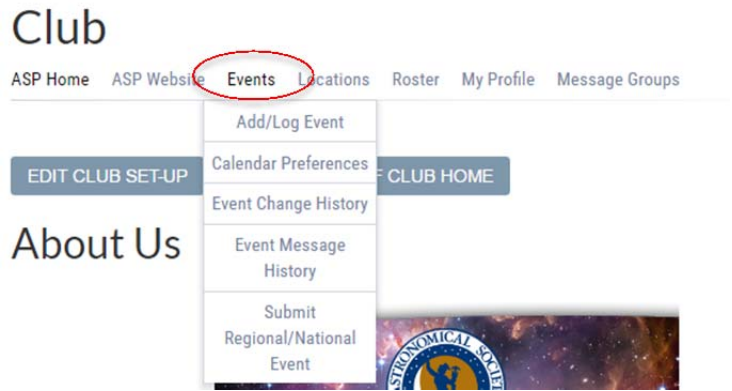 Club
ASP Home ASP Website Events Locations Roster My Profile Message Groups
Add/Log Event
EDIT CLUB SET-UP
Calendar Preferences
CLUB HOME
Event Change History
About Us
Event Message
History
Submit
Regional/National
Event